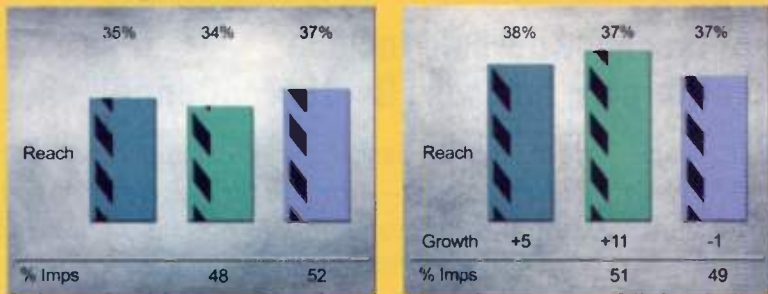 35% 34% 37%
Reach
% Imps 48 52
38% 37% 37%
Reach
Growth +5 +11 -1
% Imps 51 49